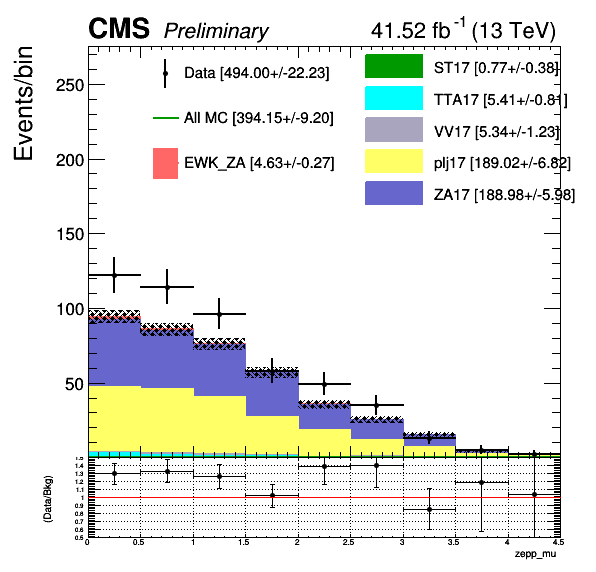 CMS Preliminary 41.52 fb-1 (13 TeV)
Events/bin
250
200
150
100
50
Data [494.00+/-22.23]
All MC [394.15+/-9.20]
EWK_ZA [4.63+/-0.27]
ST17 [0.77+/-0.38]
TTA17 [5.41+/-0.81]
VV17 [5.34+/-1.23]
plj17 [189.02+/-6.82]
ZA17 [188.98+/-5.98]
(Data/Bkg)
1.5
1.4
1.3
1.2
1.1
1
0.9
0.8
0.7
0.6
0.5
0 0.5 1 1.5 2 2.5 3 3.5 4 4.5
zepp_mu